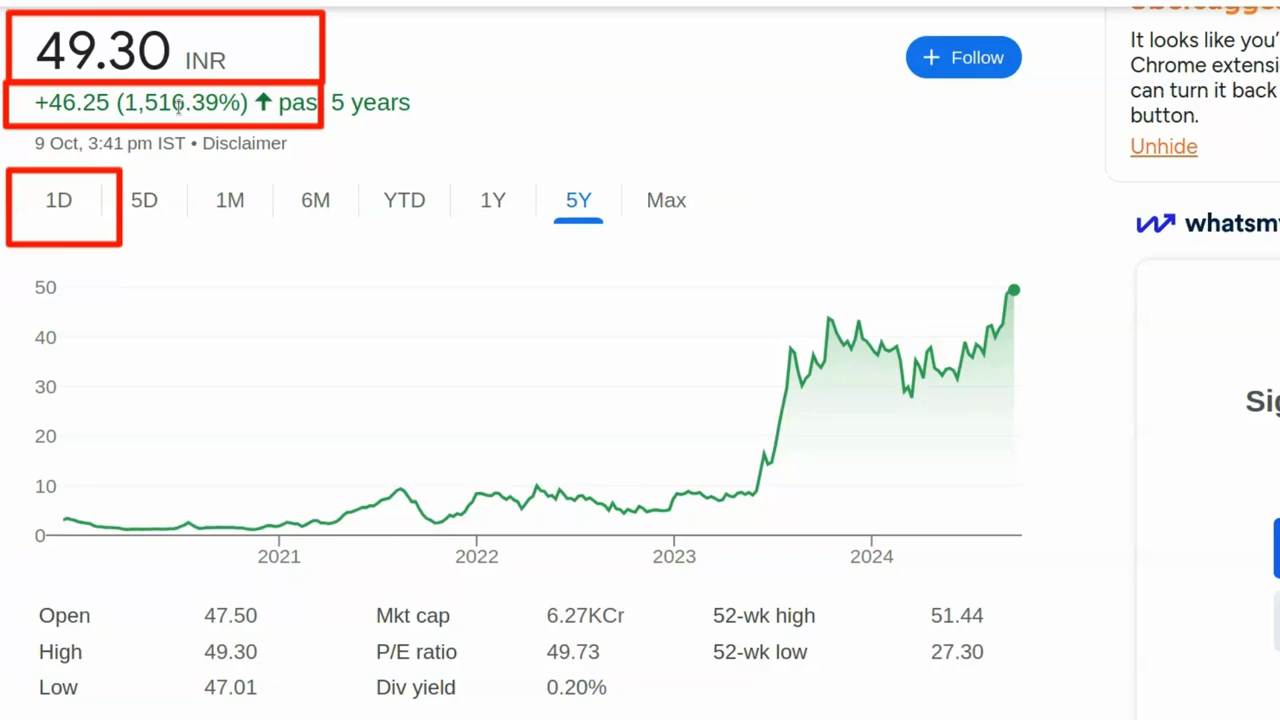 49.30 INR
+46.25 (1,516.39%) ↑ past 5 years
9 Oct, 3:41 pm IST • Disclaimer
+ Follow
1D 5D 1M 6M YTD 1Y 5Y Max
50
40
30
20
10
0
2021 2022 2023 2024
Open 47.50 Mkt cap 6.27KCr 52-wk high 51.44
High 49.30 P/E ratio 49.73 52-wk low 27.30
Low 47.01 Div yield 0.20%
It looks like you'
Chrome extensi
can turn it back
button.
Unhide
whatsmy
Sig